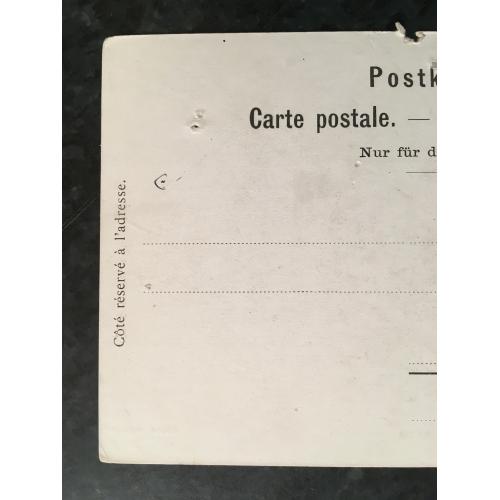 Postk
Carte postale. —
Nur für d
Côté réservé à l'adresse.